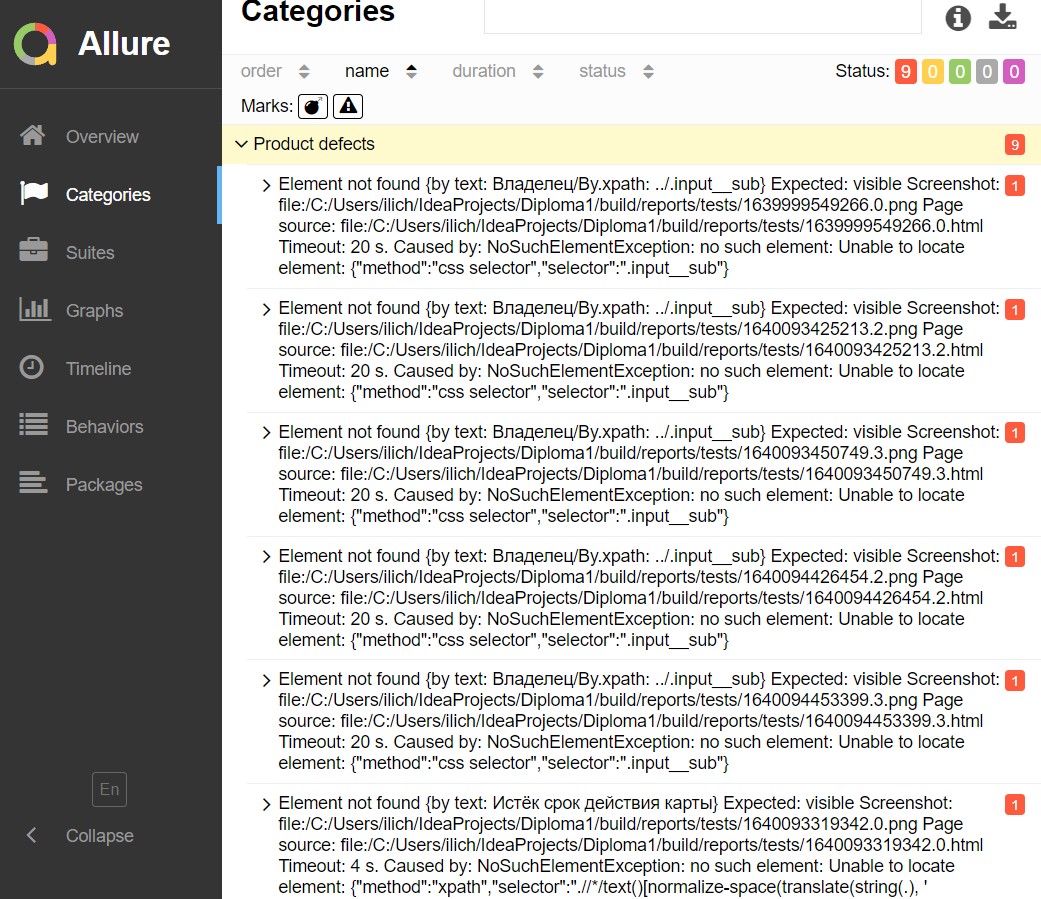 Allure
Overview
Categories
Suites
Graphs
Timeline
Behaviors
Packages
En
Collapse
Categories
order name duration status Status: 9 0 0 0 0
Marks:
Product defects 9
Element not found {by text: Владелец/By.xpath: ../.input__sub} Expected: visible Screenshot: 1
file:/C:/Users/ilich/IdeaProjects/Diploma1/build/reports/tests/1639999549266.0.png Page
source: file:/C:/Users/ilich/IdeaProjects/Diploma1/build/reports/tests/1639999549266.0.html
Timeout: 20 s. Caused by: NoSuchElementException: no such element: Unable to locate
element: {"method":"css selector","selector":".input__sub"}
Element not found {by text: Владелец/By.xpath: ../.input__sub} Expected: visible Screenshot: 1
file:/C:/Users/ilich/IdeaProjects/Diploma1/build/reports/tests/1640093425213.2.png Page
source: file:/C:/Users/ilich/IdeaProjects/Diploma1/build/reports/tests/1640093425213.2.html
Timeout: 20 s. Caused by: NoSuchElementException: no such element: Unable to locate
element: {"method":"css selector","selector":".input__sub"}
Element not found {by text: Владелец/By.xpath: ../.input__sub} Expected: visible Screenshot: 1
file:/C:/Users/ilich/IdeaProjects/Diploma1/build/reports/tests/1640093450749.3.png Page
source: file:/C:/Users/ilich/IdeaProjects/Diploma1/build/reports/tests/1640093450749.3.html
Timeout: 20 s. Caused by: NoSuchElementException: no such element: Unable to locate
element: {"method":"css selector","selector":".input__sub"}
Element not found {by text: Владелец/By.xpath: ../.input__sub} Expected: visible Screenshot: 1
file:/C:/Users/ilich/IdeaProjects/Diploma1/build/reports/tests/1640094426454.2.png Page
source: file:/C:/Users/ilich/IdeaProjects/Diploma1/build/reports/tests/1640094426454.2.html
Timeout: 20 s. Caused by: NoSuchElementException: no such element: Unable to locate
element: {"method":"css selector","selector":".input__sub"}
Element not found {by text: Владелец/By.xpath: ../.input__sub} Expected: visible Screenshot: 1
file:/C:/Users/ilich/IdeaProjects/Diploma1/build/reports/tests/1640094453399.3.png Page
source: file:/C:/Users/ilich/IdeaProjects/Diploma1/build/reports/tests/1640094453399.3.html
Timeout: 20 s. Caused by: NoSuchElementException: no such element: Unable to locate
element: {"method":"css selector","selector":".input__sub"}
Element not found {by text: Истёк срок действия карты} Expected: visible Screenshot: 1
file:/C:/Users/ilich/IdeaProjects/Diploma1/build/reports/tests/1640093319342.0.png Page
source: file:/C:/Users/ilich/IdeaProjects/Diploma1/build/reports/tests/1640093319342.0.html
Timeout: 4 s. Caused by: NoSuchElementException: no such element: Unable to locate
element: {"method":"xpath","selector":".//*/text()[normalize-space(translate(string(.), '